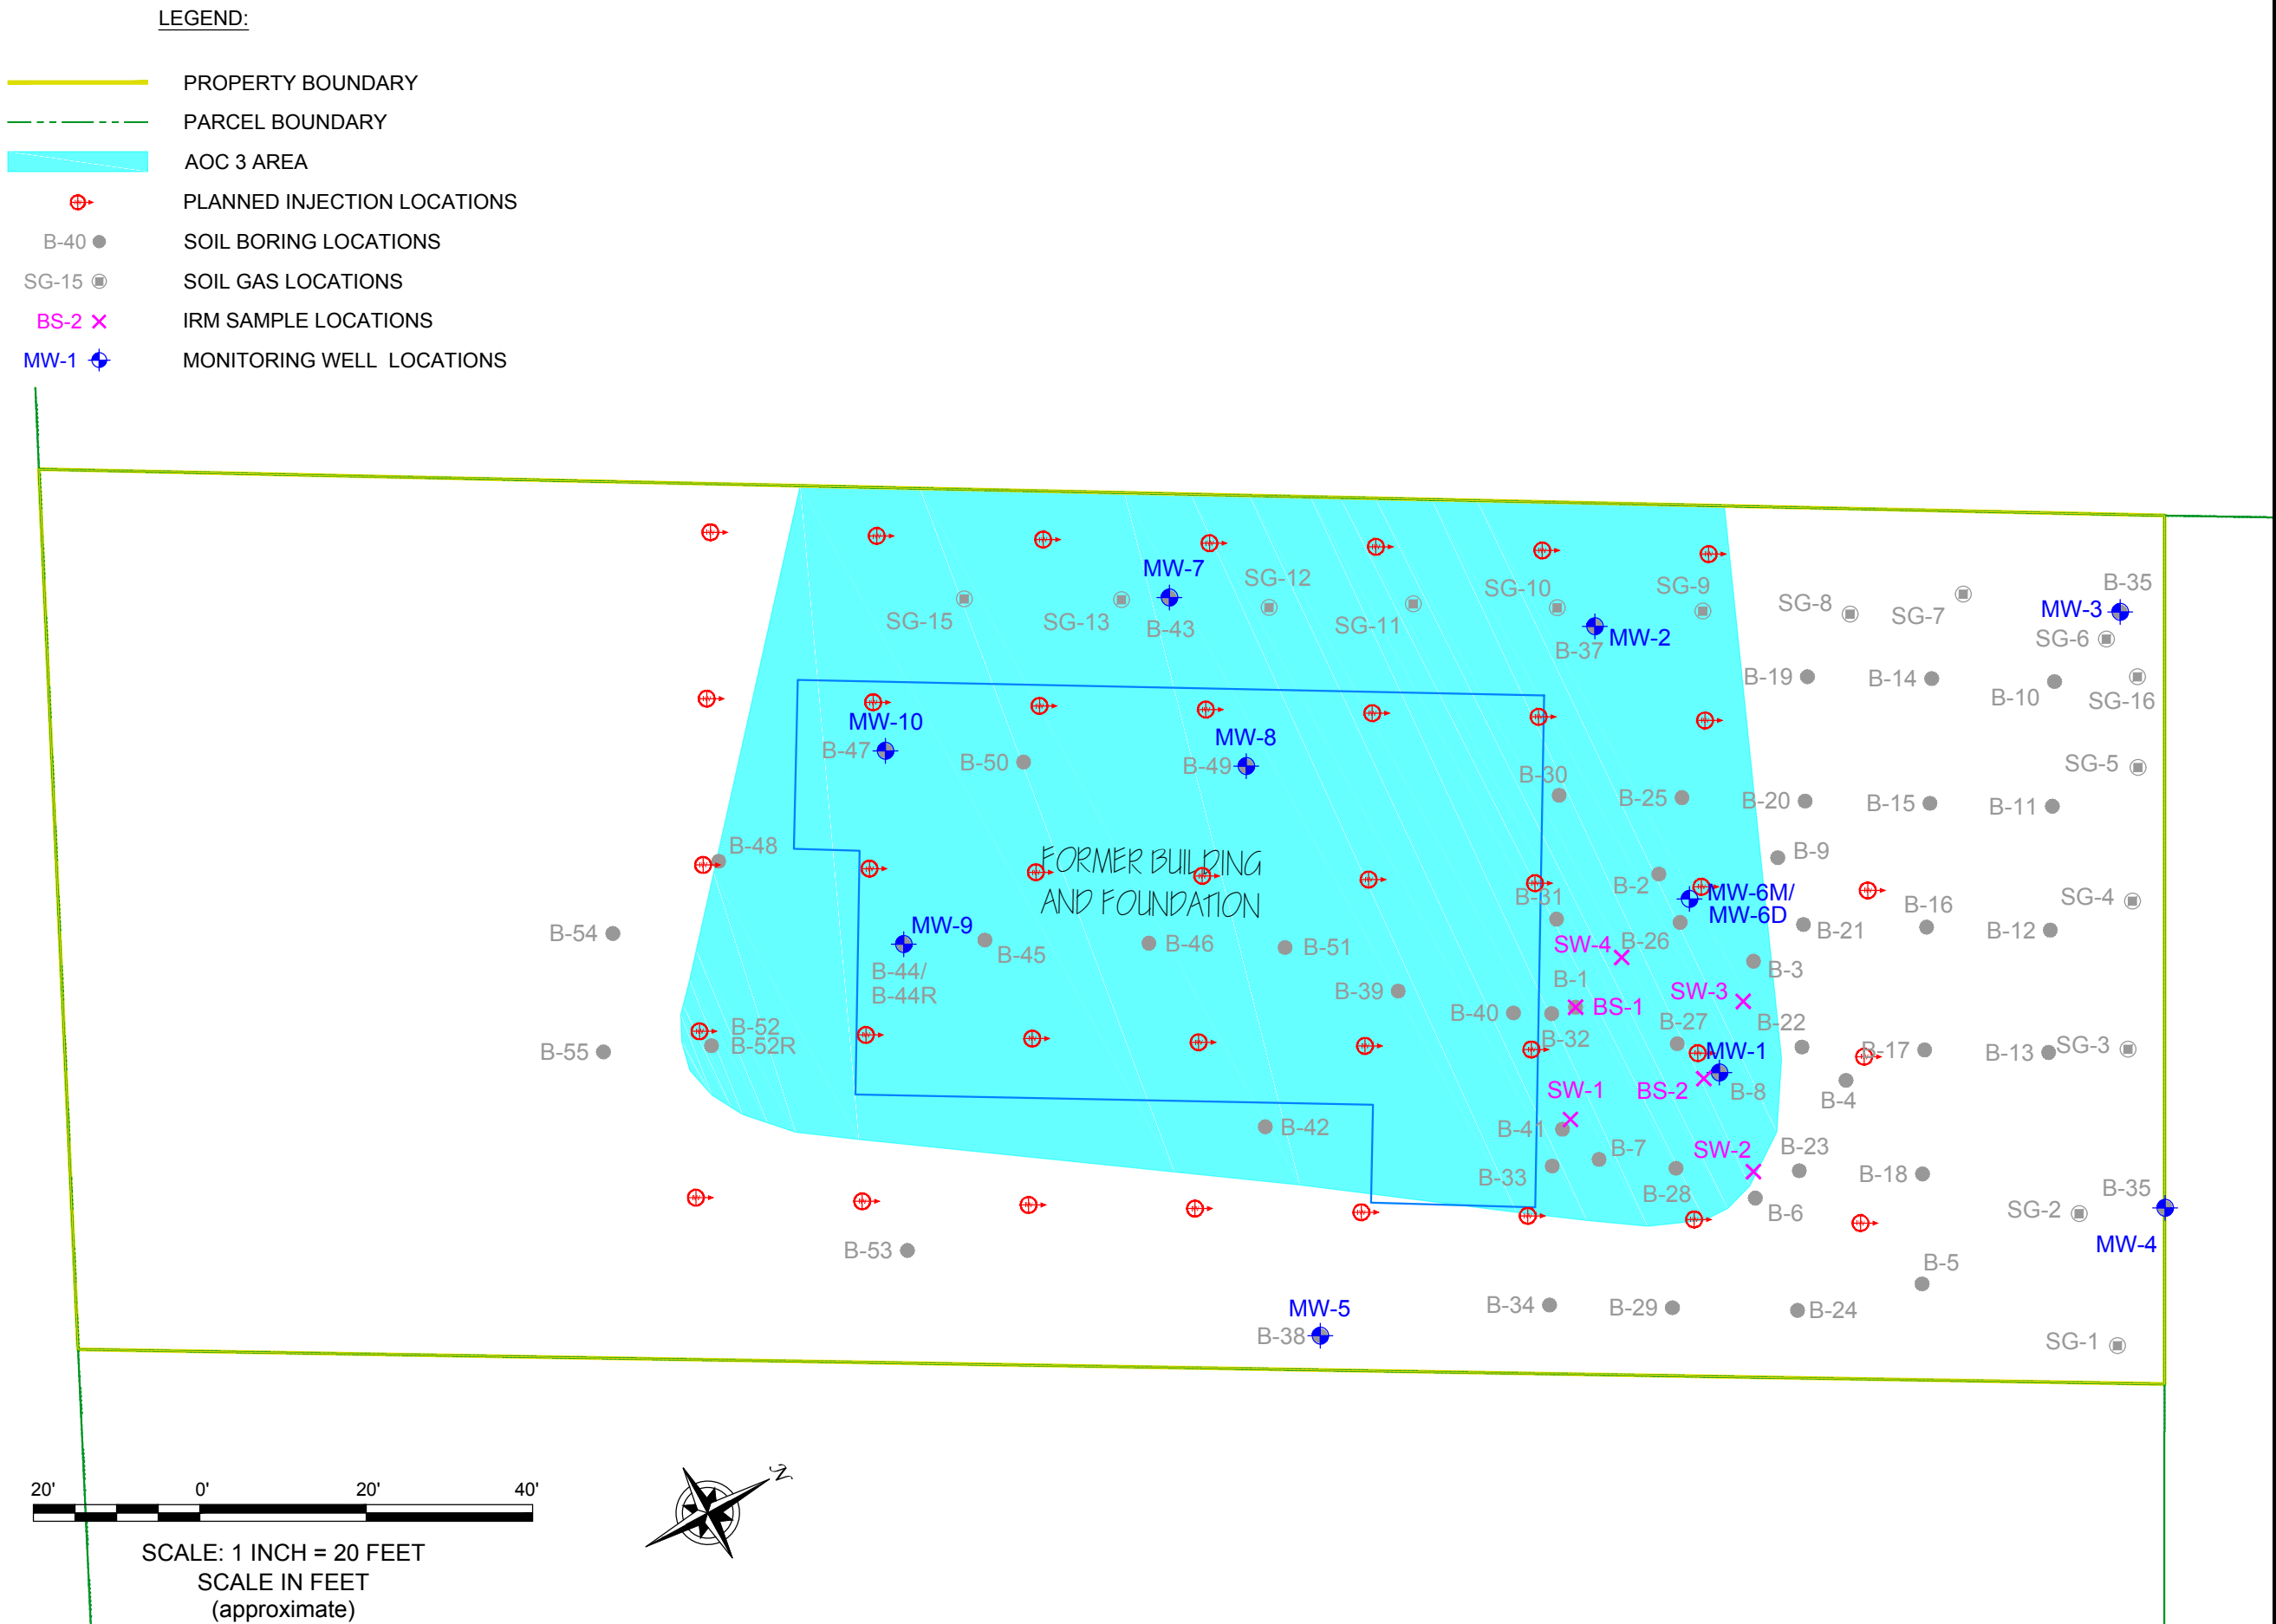 LEGEND:
PROPERTY BOUNDARY
PARCEL BOUNDARY
AOC 3 AREA
PLANNED INJECTION LOCATIONS
B-40 SOIL BORING LOCATIONS
SG-15 SOIL GAS LOCATIONS
BS-2 IRM SAMPLE LOCATIONS
MW-1 MONITORING WELL LOCATIONS
MW-7
SG-12
SG-10
SG-9
B-35
SG-15
SG-13
B-43
SG-11
B-37
MW-2
SG-8
SG-7
MW-3
SG-6
B-19
B-14
B-10
SG-16
MW-10
B-47
B-50
MW-8
B-49
B-30
B-25
B-20
B-15
B-11
SG-5
B-48
FORMER BUILDING
AND FOUNDATION
B-31
B-2
B-9
MW-6M/
MW-6D
B-16
SG-4
B-54
MW-9
B-44/
B-44R
B-45
B-46
B-51
SW-4
B-26
B-21
B-12
B-3
B-39
B-40
B-1
BS-1
SW-3
B-22
B-52
B-52R
B-55
B-32
B-27
MW-1
B-17
B-13
SG-3
SW-1
BS-2
B-8
B-4
B-42
B-41
B-7
SW-2
B-23
B-33
B-28
B-18
B-35
B-6
SG-2
MW-4
B-53
B-5
MW-5
B-38
B-34
B-29
B-24
SG-1
20' 0' 20' 40'
N
SCALE: 1 INCH = 20 FEET
SCALE IN FEET
(approximate)